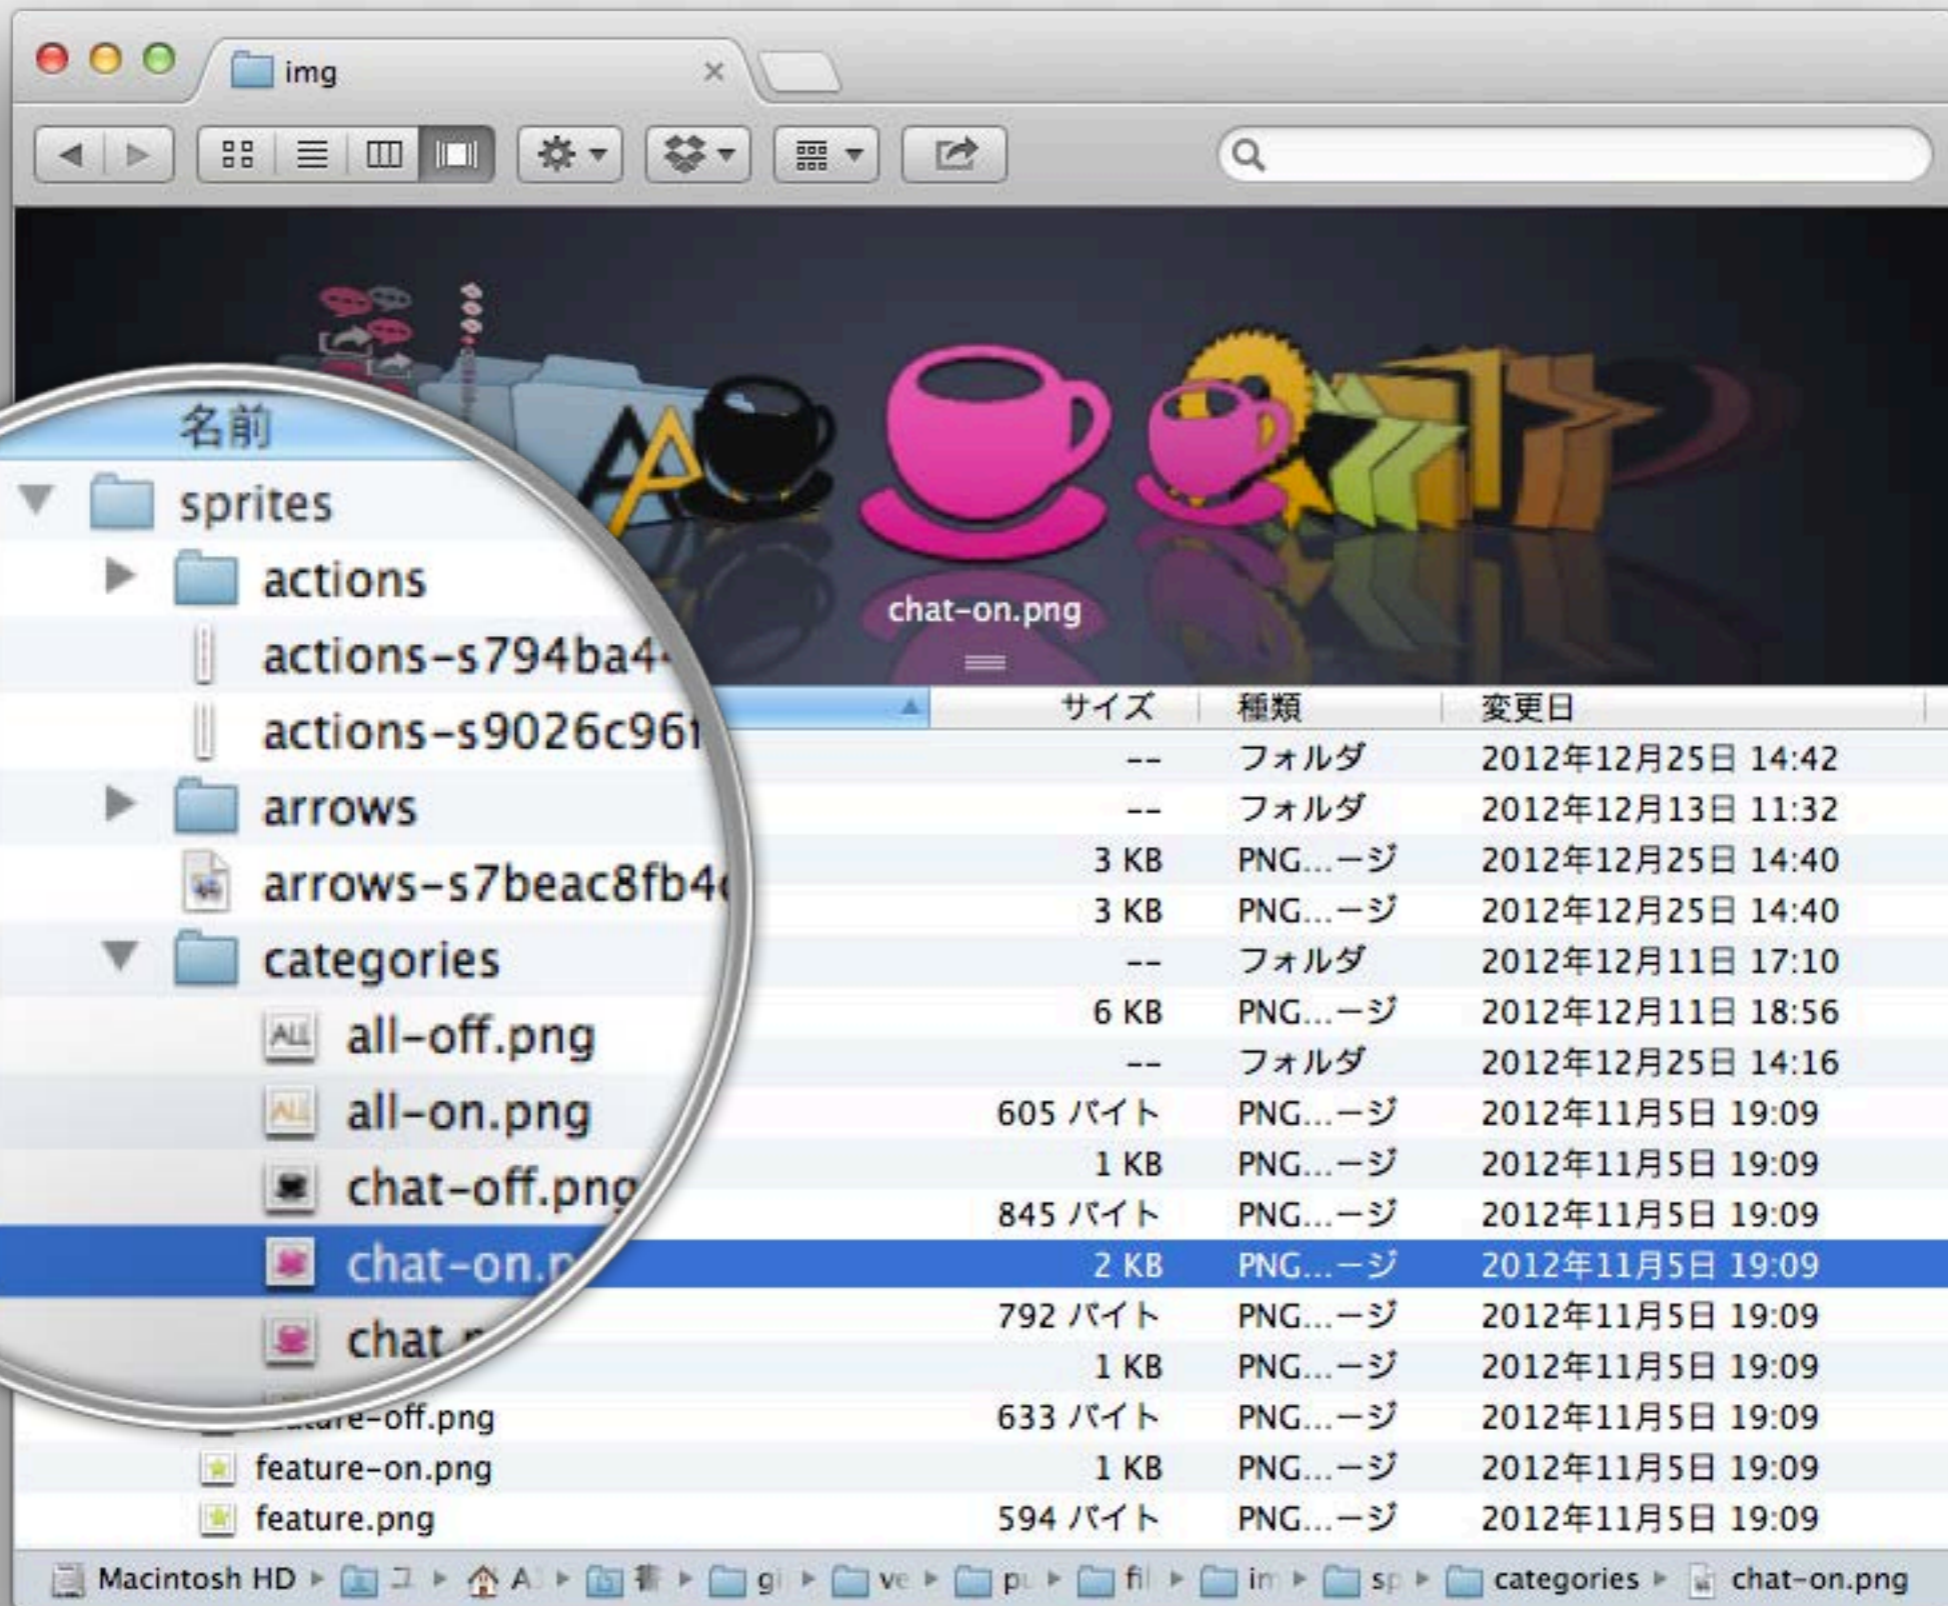 img
chat-on.png
名前
サイズ 種類 変更日
sprites -- フォルダ 2012年12月25日 14:42
actions -- フォルダ 2012年12月13日 11:32
actions-s794ba4 3 KB PNG...ージ 2012年12月25日 14:40
actions-s9026c96 3 KB PNG...ージ 2012年12月25日 14:40
arrows -- フォルダ 2012年12月11日 17:10
arrows-s7beac8fb4 6 KB PNG...ージ 2012年12月11日 18:56
categories -- フォルダ 2012年12月25日 14:16
all-off.png 605 バイト PNG...ージ 2012年11月5日 19:09
all-on.png 1 KB PNG...ージ 2012年11月5日 19:09
chat-off.png 845 バイト PNG...ージ 2012年11月5日 19:09
chat-on.p 2 KB PNG...ージ 2012年11月5日 19:09
chat. 792 バイト PNG...ージ 2012年11月5日 19:09
1 KB PNG...ージ 2012年11月5日 19:09
-off.png 633 バイト PNG...ージ 2012年11月5日 19:09
feature-on.png 1 KB PNG...ージ 2012年11月5日 19:09
feature.png 594 バイト PNG...ージ 2012年11月5日 19:09
Macintosh HD ユ A 書 gi ve pu fil im sp categories chat-on.png